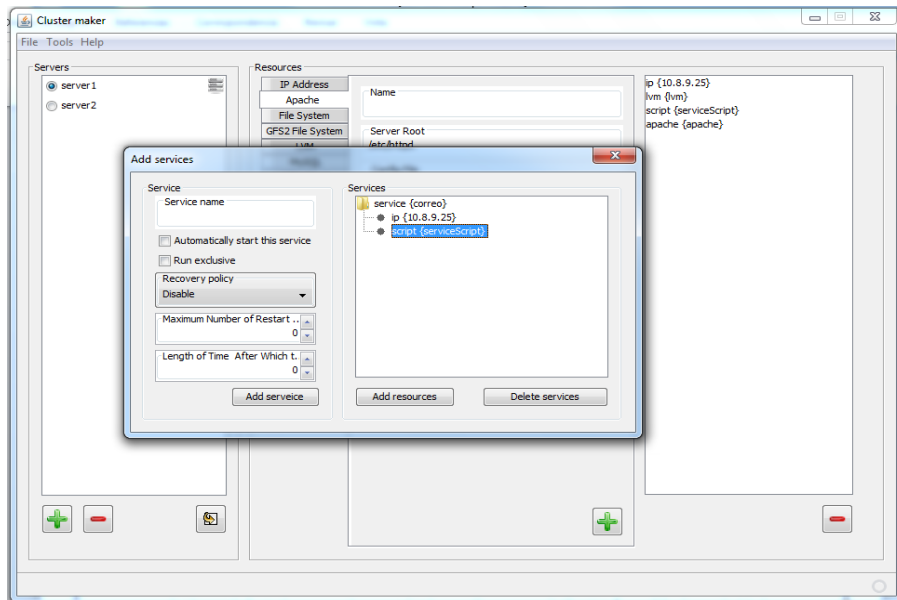 Cluster maker
File Tools Help
Servers
server1
server2
Resources
IP Address
Apache
File System
GFS2 File System
LVM
Name
Server Root
/etc/httpd
ip {10.8.9.25}
lvm {lvm}
script {serviceScript}
apache {apache}
Add services
Service
Service name
Automatically start this service
Run exclusive
Recovery policy
Disable
Maximum Number of Restart ..
0
Length of Time After Which t.
0
Add serveice
Services
service {correo}
ip {10.8.9.25}
script {serviceScript}
Add resources
Delete services